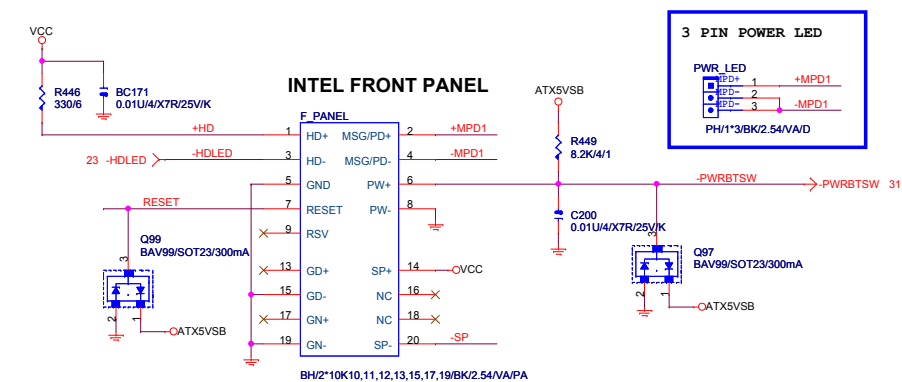 3 PIN POWER LED
PWR_LED
MPD+ 1 +MPD1
MPD- 2
MPD- 3 -MPD1
PH/1*3/BK/2.54/VA/D
VCC
R446
330/6
BC171
0.01U/4/X7R/25V/K
INTEL FRONT PANEL
F_PANEL
ATX5VSB
R449
8.2K/4/1
+HD 1 HD+ MSG/PD+ 2 +MPD1
23 -HDLED -HDLED 3 HD- MSG/PD- 4 -MPD1
5 GND PW+ 6 -PWRBTSW -PWRBTSW 31
RESET 7 RESET PW- 8
9 RSV
C200
0.01U/4/X7R/25V/K
Q99
BAV99/SOT23/300mA
3
2 1
ATX5VSB
13 GD+ SP+ 14 VCC
15 GD- NC 16
17 GN+ NC 18
19 GN- SP- 20 -SP
Q97
BAV99/SOT23/300mA
3
2 1
ATX5VSB
BH/2*10K10,11,12,13,15,17,19/BK/2.54/VA/PA